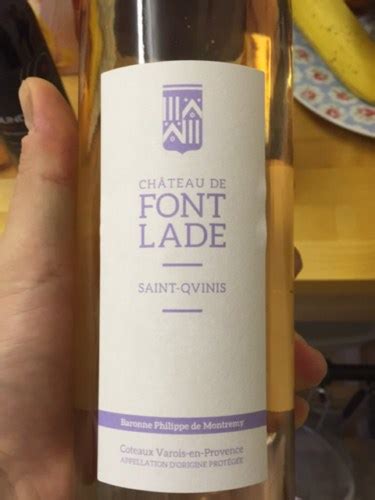 CHÂTEAU DE
FONT
LADE
SAINT-QVINIS
Baronne Philippe de Montremy
Coteaux Varois-en-Provence
APPELLATION D'ORIGINE PROTÉGÉE